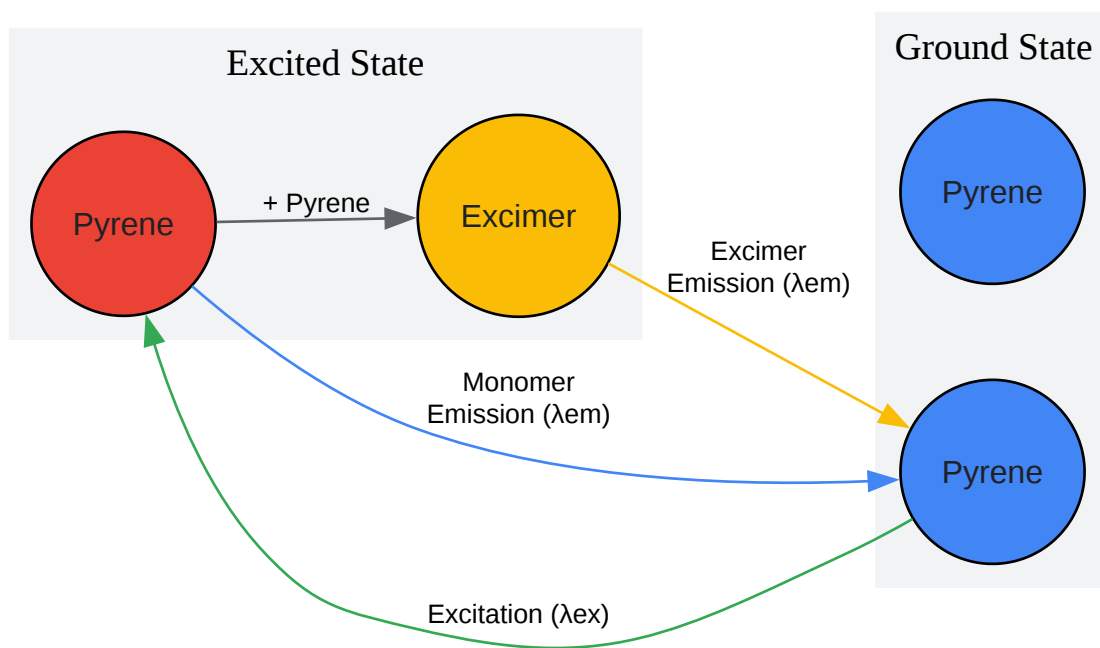 Excited State
Ground State
Pyrene
+ Pyrene
Excimer
Pyrene
Excimer
Emission (λem)
Monomer
Emission (λem)
Pyrene
Excitation (λex)